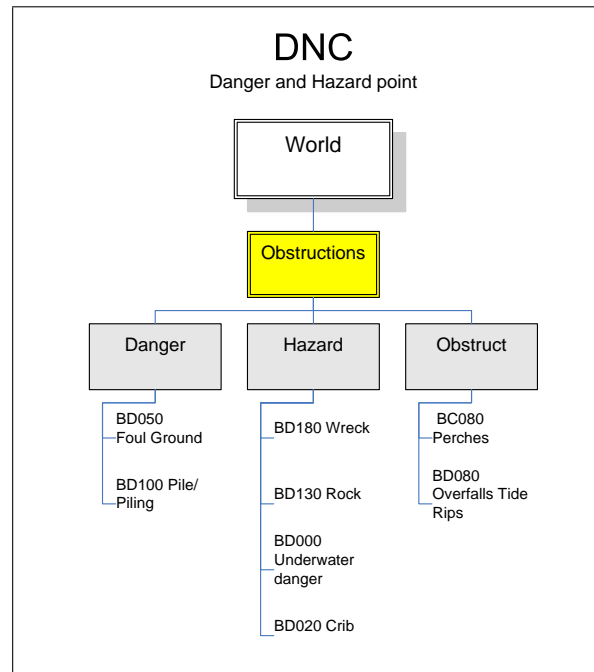 DNC
Danger and Hazard point
World
Obstructions
Danger
Hazard
Obstruct
BD050
Foul Ground
BD100 Pile/
Piling
BD180 Wreck
BD130 Rock
BD000
Underwater
danger
BD020 Crib
BC080
Perches
BD080
Overfalls Tide
Rips